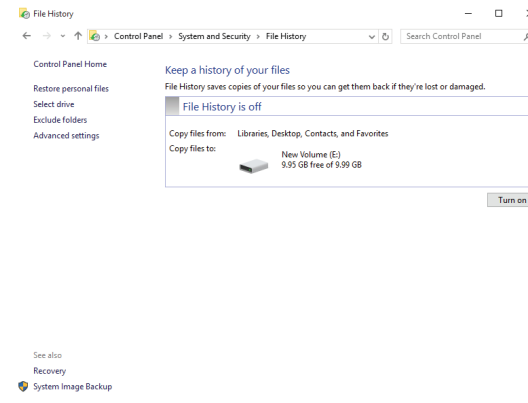 File History
Control Panel > System and Security > File History
Search Control Panel
Control Panel Home
Restore personal files
Select drive
Exclude folders
Advanced settings
Keep a history of your files
File History saves copies of your files so you can get them back if they're lost or damaged.
File History is off
Copy files from: Libraries, Desktop, Contacts, and Favorites
Copy files to:
New Volume (E:)
9.95 GB free of 9.99 GB
Turn on
See also
Recovery
System Image Backup